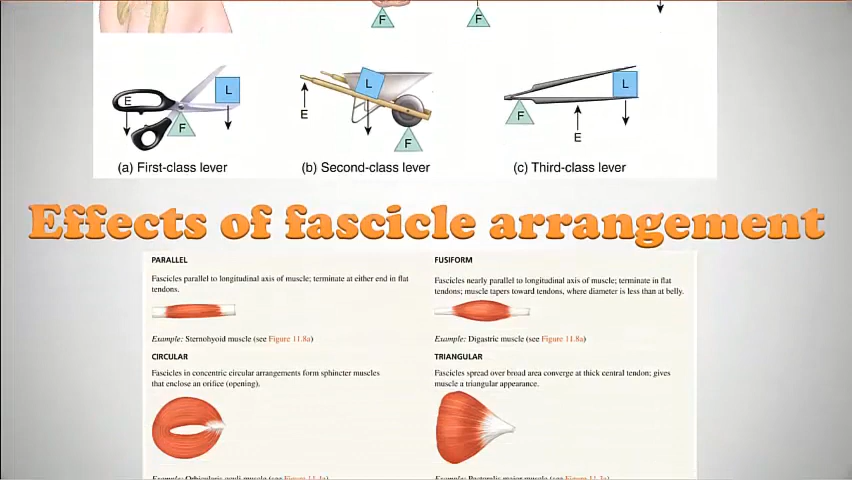 F
F
E
L
F
L
E
F
F
L
E
(a) First-class lever
(b) Second-class lever
(c) Third-class lever
Effects of fascicle arrangement
PARALLEL
Fascicles parallel to longitudinal axis of muscle; terminate at either end in flat
tendons.
Example: Sternohyoid muscle (see Figure 11.8a)
FUSIFORM
Fascicles nearly parallel to longitudinal axis of muscle; terminate in flat
tendons; muscle tapers toward tendons, where diameter is less than at belly.
Example: Digastric muscle (see Figure 11.8a)
CIRCULAR
Fascicles in concentric circular arrangements form sphincter muscles
that enclose an orifice (opening).
TRIANGULAR
Fascicles spread over broad area converge at thick central tendon; gives
muscle a triangular appearance.